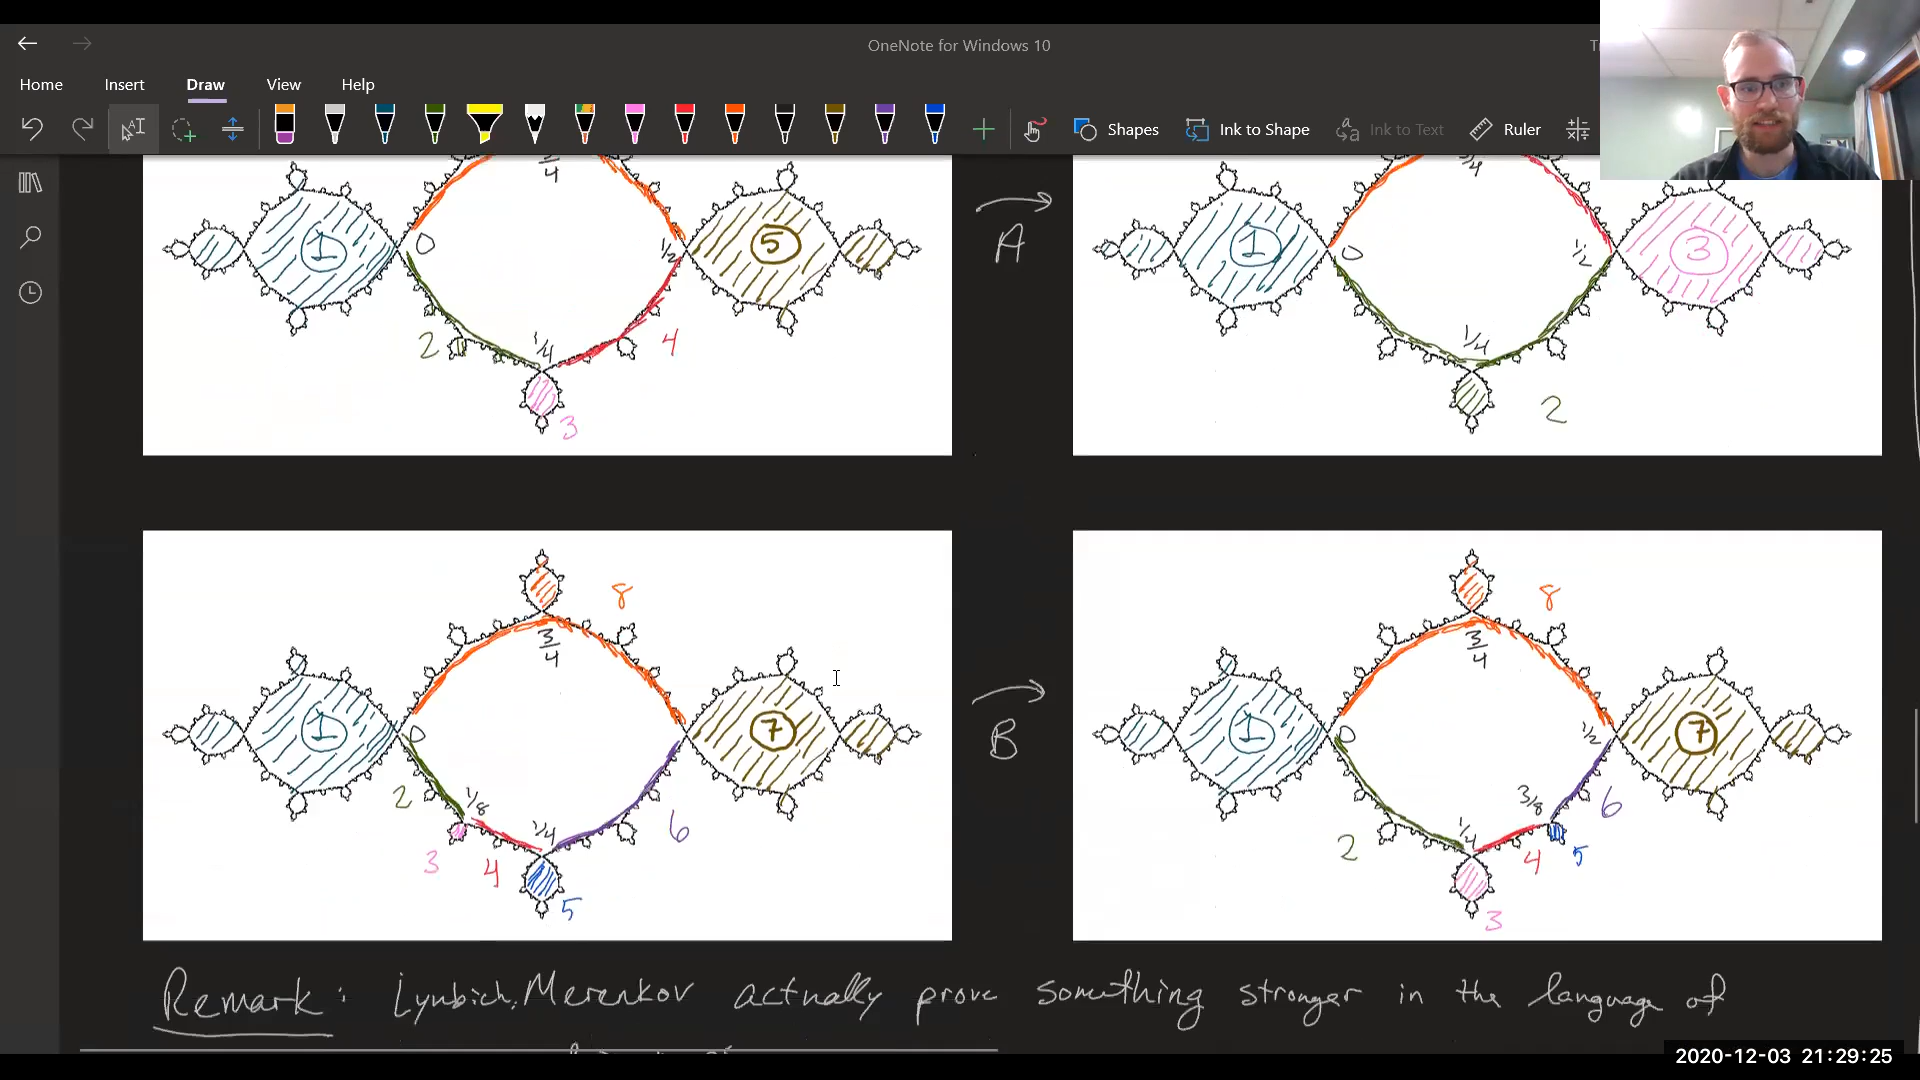 OneNote for Windows 10
Home Insert Draw View Help
Shapes Ink to Shape Ink to Text Ruler
3/4
1 0 1/2 5
2 1/4 4
3
A
3/4
1 0 1/2 3
1/4
2
8
3/4
1 0 7
2 1/8 1/4 6
3 4
5
B
8
3/4
1 0 1/2 7
3/8 6
2 1/4 4 5
3
Remark: Lyubich, Merenkov actually prove something stronger in the language of
2020-12-03 21:29:25